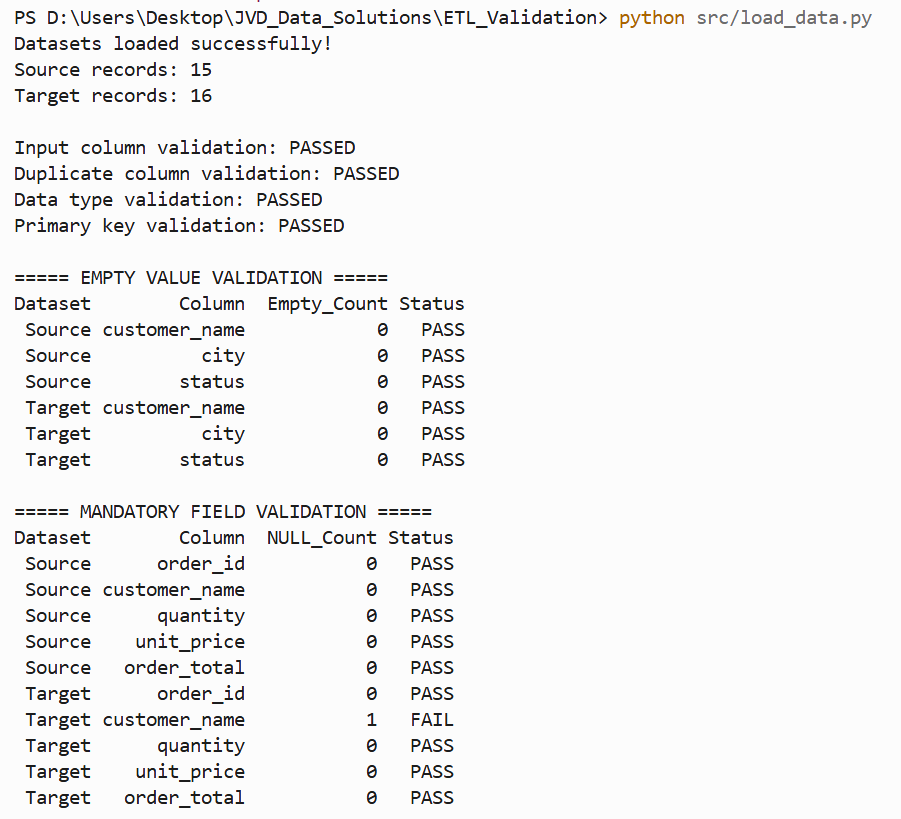 PS D:\Users\Desktop\JVD_Data_Solutions\ETL_Validation> python src/load_data.py
Datasets loaded successfully!
Source records: 15
Target records: 16

Input column validation: PASSED
Duplicate column validation: PASSED
Data type validation: PASSED
Primary key validation: PASSED

===== EMPTY VALUE VALIDATION =====
Dataset        Column  Empty_Count Status
 Source customer_name            0   PASS
 Source          city            0   PASS
 Source        status            0   PASS
 Target customer_name            0   PASS
 Target          city            0   PASS
 Target        status            0   PASS

===== MANDATORY FIELD VALIDATION =====
Dataset        Column  NULL_Count Status
 Source      order_id           0   PASS
 Source customer_name           0   PASS
 Source      quantity           0   PASS
 Source    unit_price           0   PASS
 Source   order_total           0   PASS
 Target      order_id           0   PASS
 Target customer_name           1   FAIL
 Target      quantity           0   PASS
 Target    unit_price           0   PASS
 Target   order_total           0   PASS